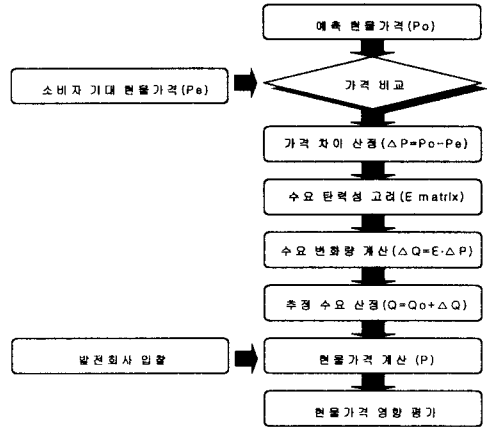 예측 현물가격(Po)
소비자 기대 현물가격(Pe)
가격 비교
가격 차이 산정(△P=Po-Pe)
수요 탄력성 고려(E matrix)
수요 변화량 계산(△Q=E·△P)
추정 수요 산정(Q=Qo+△Q)
발전회사 입찰
현물가격 계산 (P)
현물가격 영향 평가